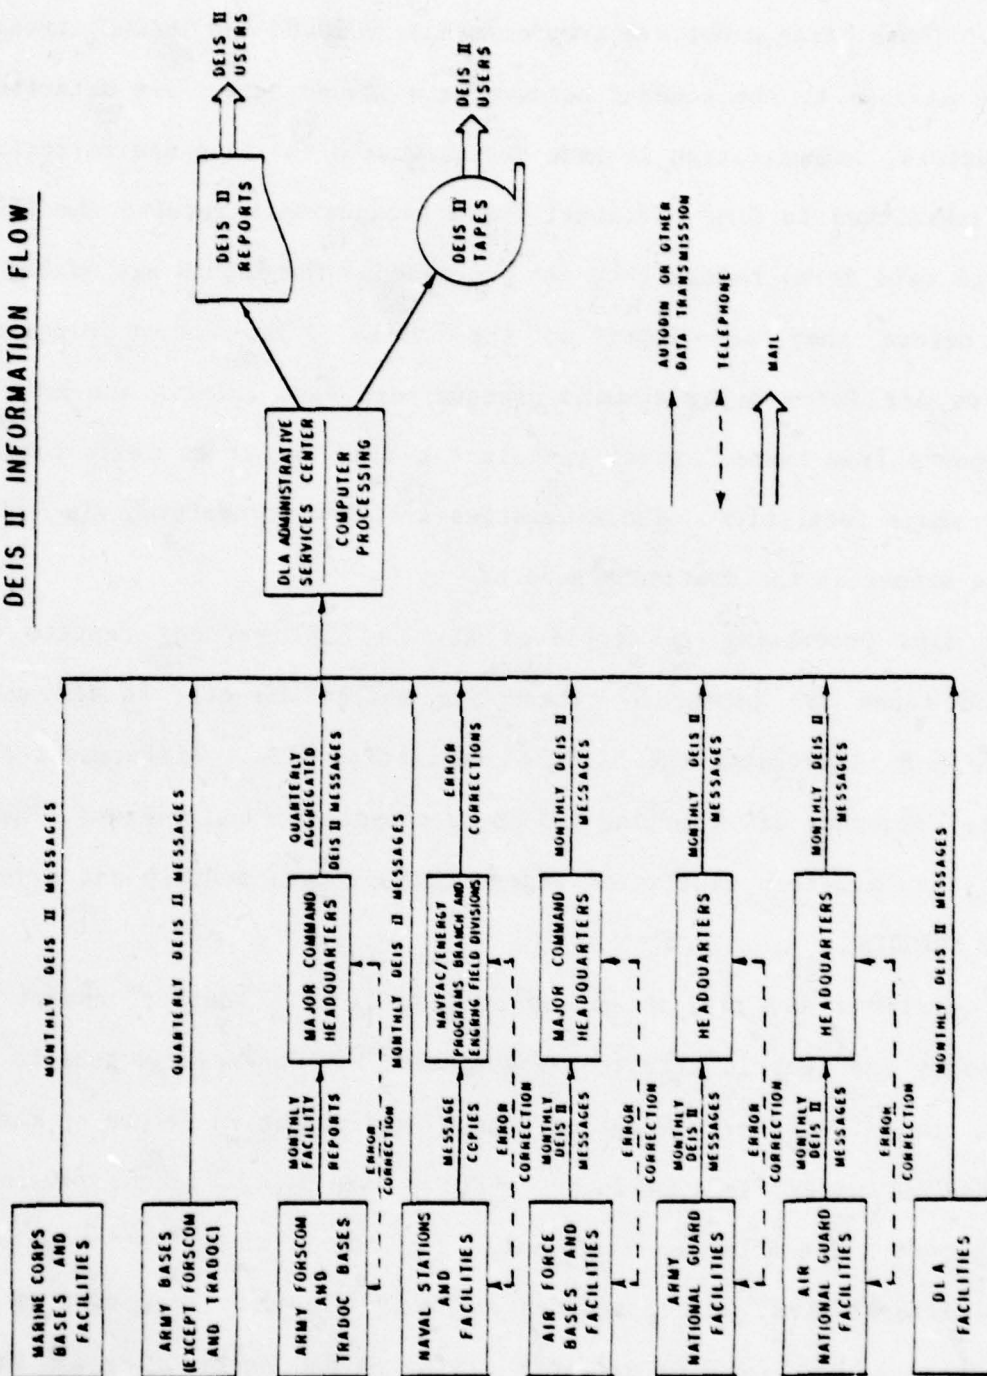 DEIS II INFORMATION FLOW
MARINE CORPS
BASES AND
FACILITIES
MONTHLY DEIS II MESSAGES
ARMY BASES
(EXCEPT FORSCOM
AND TRADOC)
QUARTERLY DEIS II MESSAGES
ARMY FORSCOM
AND
TRADOC BASES
MONTHLY
FACILITY
REPORTS
ERROR
CORRECTION
MAJOR COMMAND
HEADQUARTERS
QUARTERLY
AGGREGATED
DEIS II MESSAGES
MONTHLY DEIS II MESSAGES
NAVAL STATIONS
AND
FACILITIES
MESSAGE
COPIES
ERROR
CORRECTION
NAVFAC/ENERGY
PROGRAMS BRANCH AND
ENGRING FIELD DIVISIONS
ERROR
CORRECTIONS
AIR FORCE
BASES AND
FACILITIES
MONTHLY
DEIS II
MESSAGES
ERROR
CORRECTION
MAJOR COMMAND
HEADQUARTERS
MONTHLY DEIS II
MESSAGES
ARMY
NATIONAL GUARD
FACILITIES
MONTHLY
DEIS II
MESSAGES
ERROR
CORRECTION
HEADQUARTERS
MONTHLY DEIS II
MESSAGES
AIR
NATIONAL GUARD
FACILITIES
MONTHLY
DEIS II
MESSAGES
ERROR
CORRECTION
HEADQUARTERS
MONTHLY DEIS II
MESSAGES
DLA
FACILITIES
MONTHLY DEIS II MESSAGES
DLA ADMINISTRATIVE
SERVICES CENTER
COMPUTER
PROCESSING
DEIS II
REPORTS
DEIS II
USERS
DEIS II
TAPES
DEIS II
USERS
AUTODIN OR OTHER
DATA TRANSMISSION
TELEPHONE
MAIL